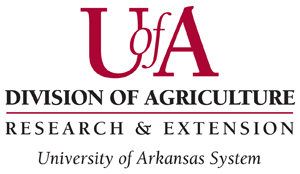 UofA
DIVISION OF AGRICULTURE
RESEARCH & EXTENSION
University of Arkansas System